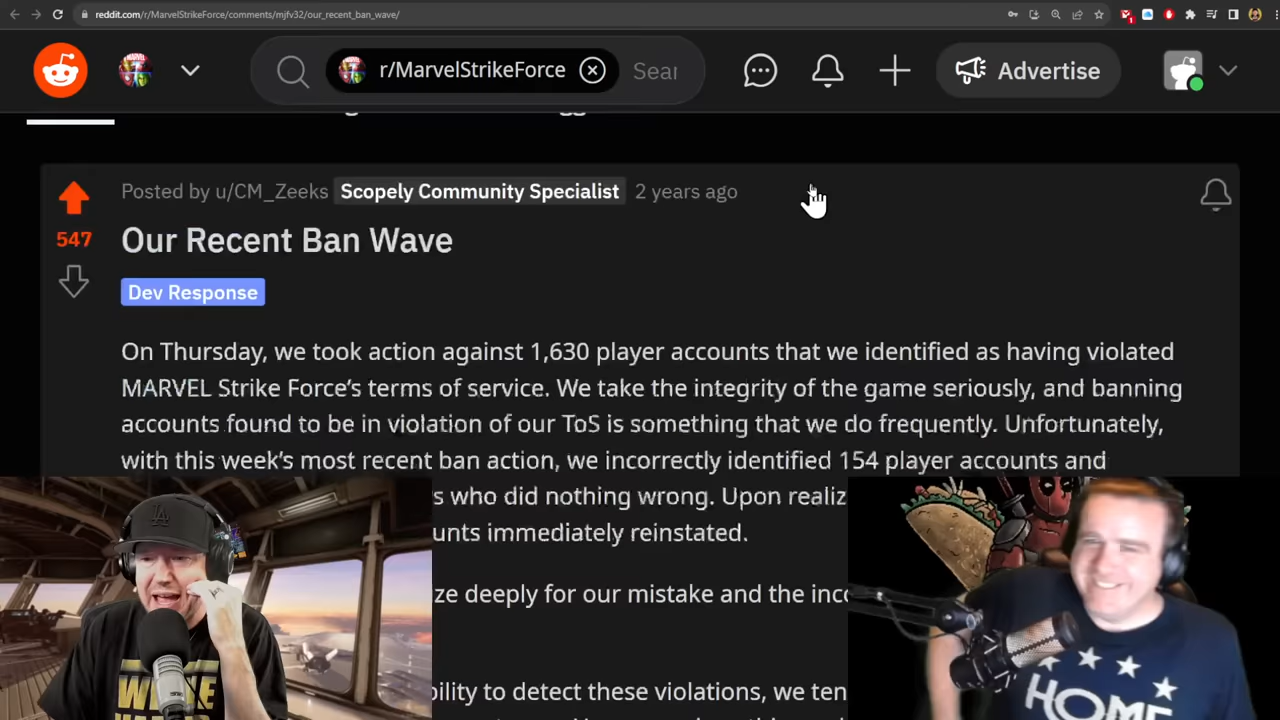 reddit.com/r/MarvelStrikeForce/comments/mjfv32/our_recent_ban_wave/
r/MarvelStrikeForce
Sear
Advertise
Posted by u/CM_Zeeks Scopely Community Specialist 2 years ago
547
Our Recent Ban Wave
Dev Response
On Thursday, we took action against 1,630 player accounts that we identified as having violated
MARVEL Strike Force's terms of service. We take the integrity of the game seriously, and banning
accounts found to be in violation of our ToS is something that we do frequently. Unfortunately,
with this week's most recent ban action, we incorrectly identified 154 player accounts and
s who did nothing wrong. Upon realiz
unts immediately reinstated.
ze deeply for our mistake and the inco
bility to detect these violations, we ten
LA
HOME